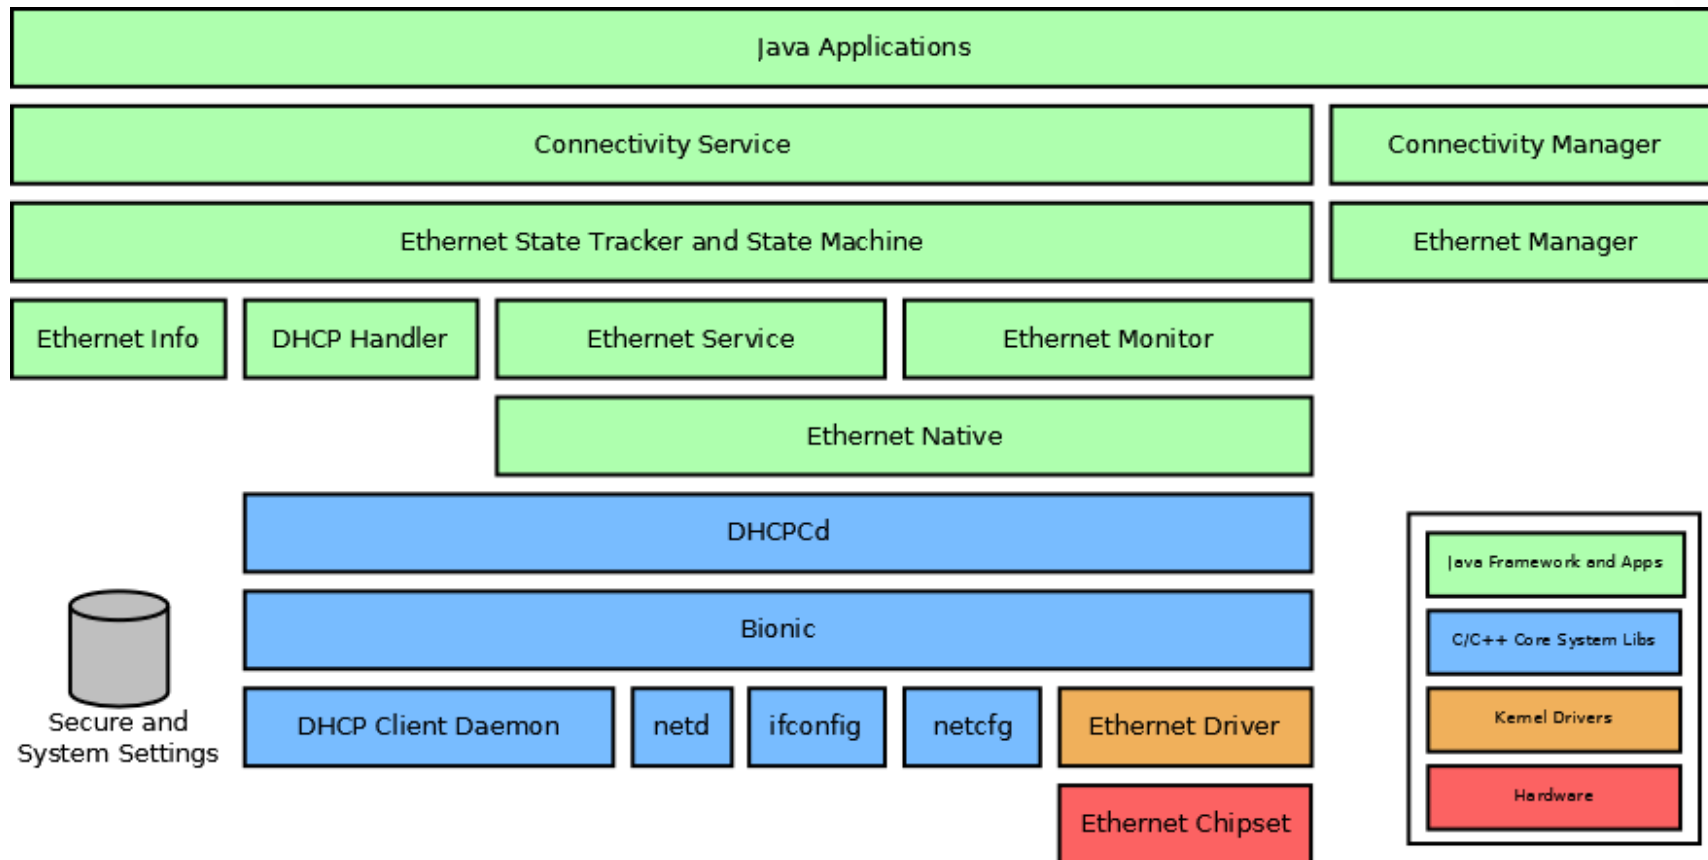 Java Applications
Connectivity Service
Connectivity Manager
Ethernet State Tracker and State Machine
Ethernet Manager
Ethernet Info
DHCP Handler
Ethernet Service
Ethernet Monitor
Ethernet Native
DHCPCd
Bionic
DHCP Client Daemon
netd
ifconfig
netcfg
Ethernet Driver
Ethernet Chipset
Secure and
System Settings
Java Framework and Apps
C/C++ Core System Libs
Kernel Drivers
Hardware